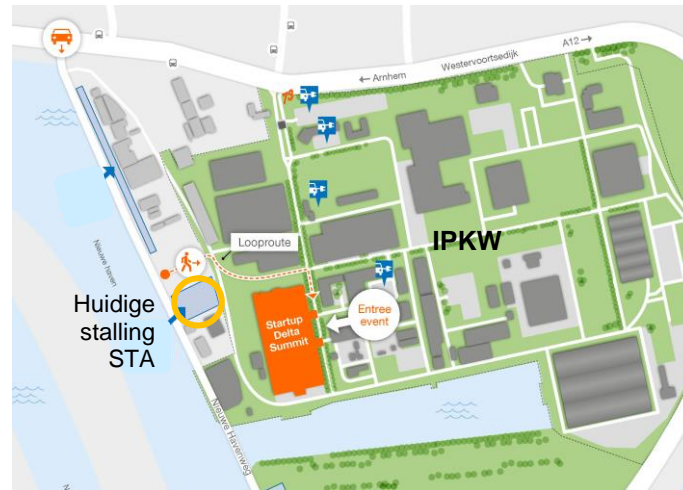 A12 →
Westervoortsedijk
← Arnhem
IPKW
Looproute
Nieuwe haven
Huidige
stalling
STA
Startup
Delta
Summit
Entree
event
Nieuwe Havenweg